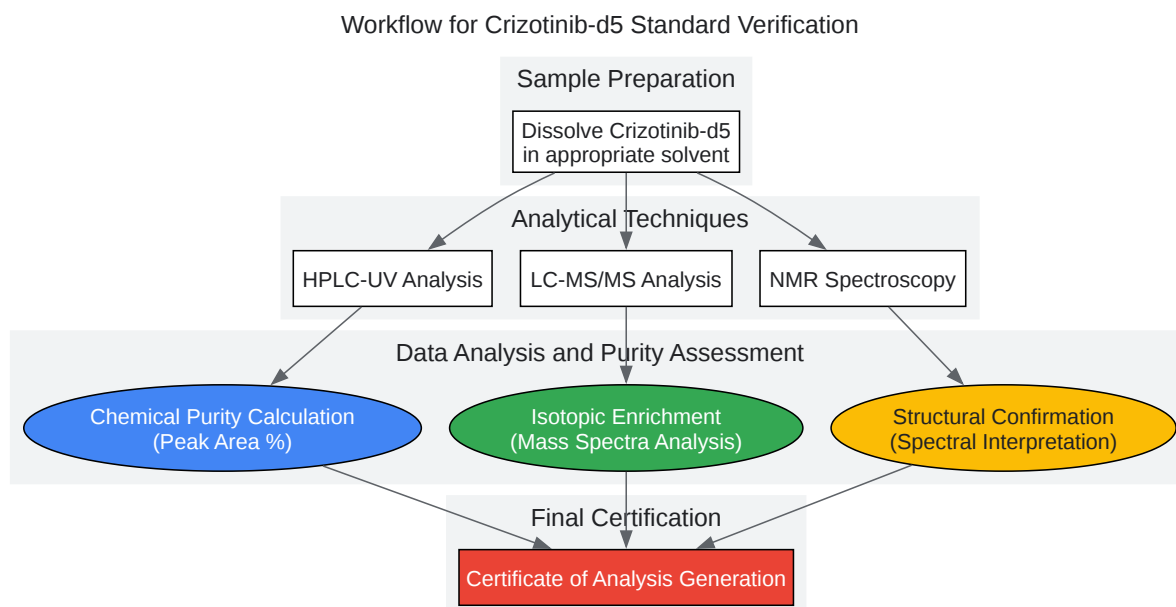 Workflow for Crizotinib-d5 Standard Verification
Sample Preparation
Dissolve Crizotinib-d5
in appropriate solvent
Analytical Techniques
HPLC-UV Analysis
LC-MS/MS Analysis
NMR Spectroscopy
Data Analysis and Purity Assessment
Chemical Purity Calculation
(Peak Area %)
Isotopic Enrichment
(Mass Spectra Analysis)
Structural Confirmation
(Spectral Interpretation)
Final Certification
Certificate of Analysis Generation